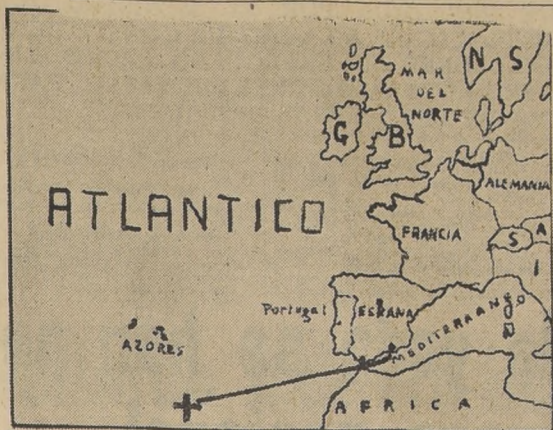 N S
MAR
DEL
NORTE
G B
ALEMANIA
ATLANTICO
FRANCIA
S A
I
Portugal
ESPAÑA
MEDITERRANEO
AZORES
AFRICA